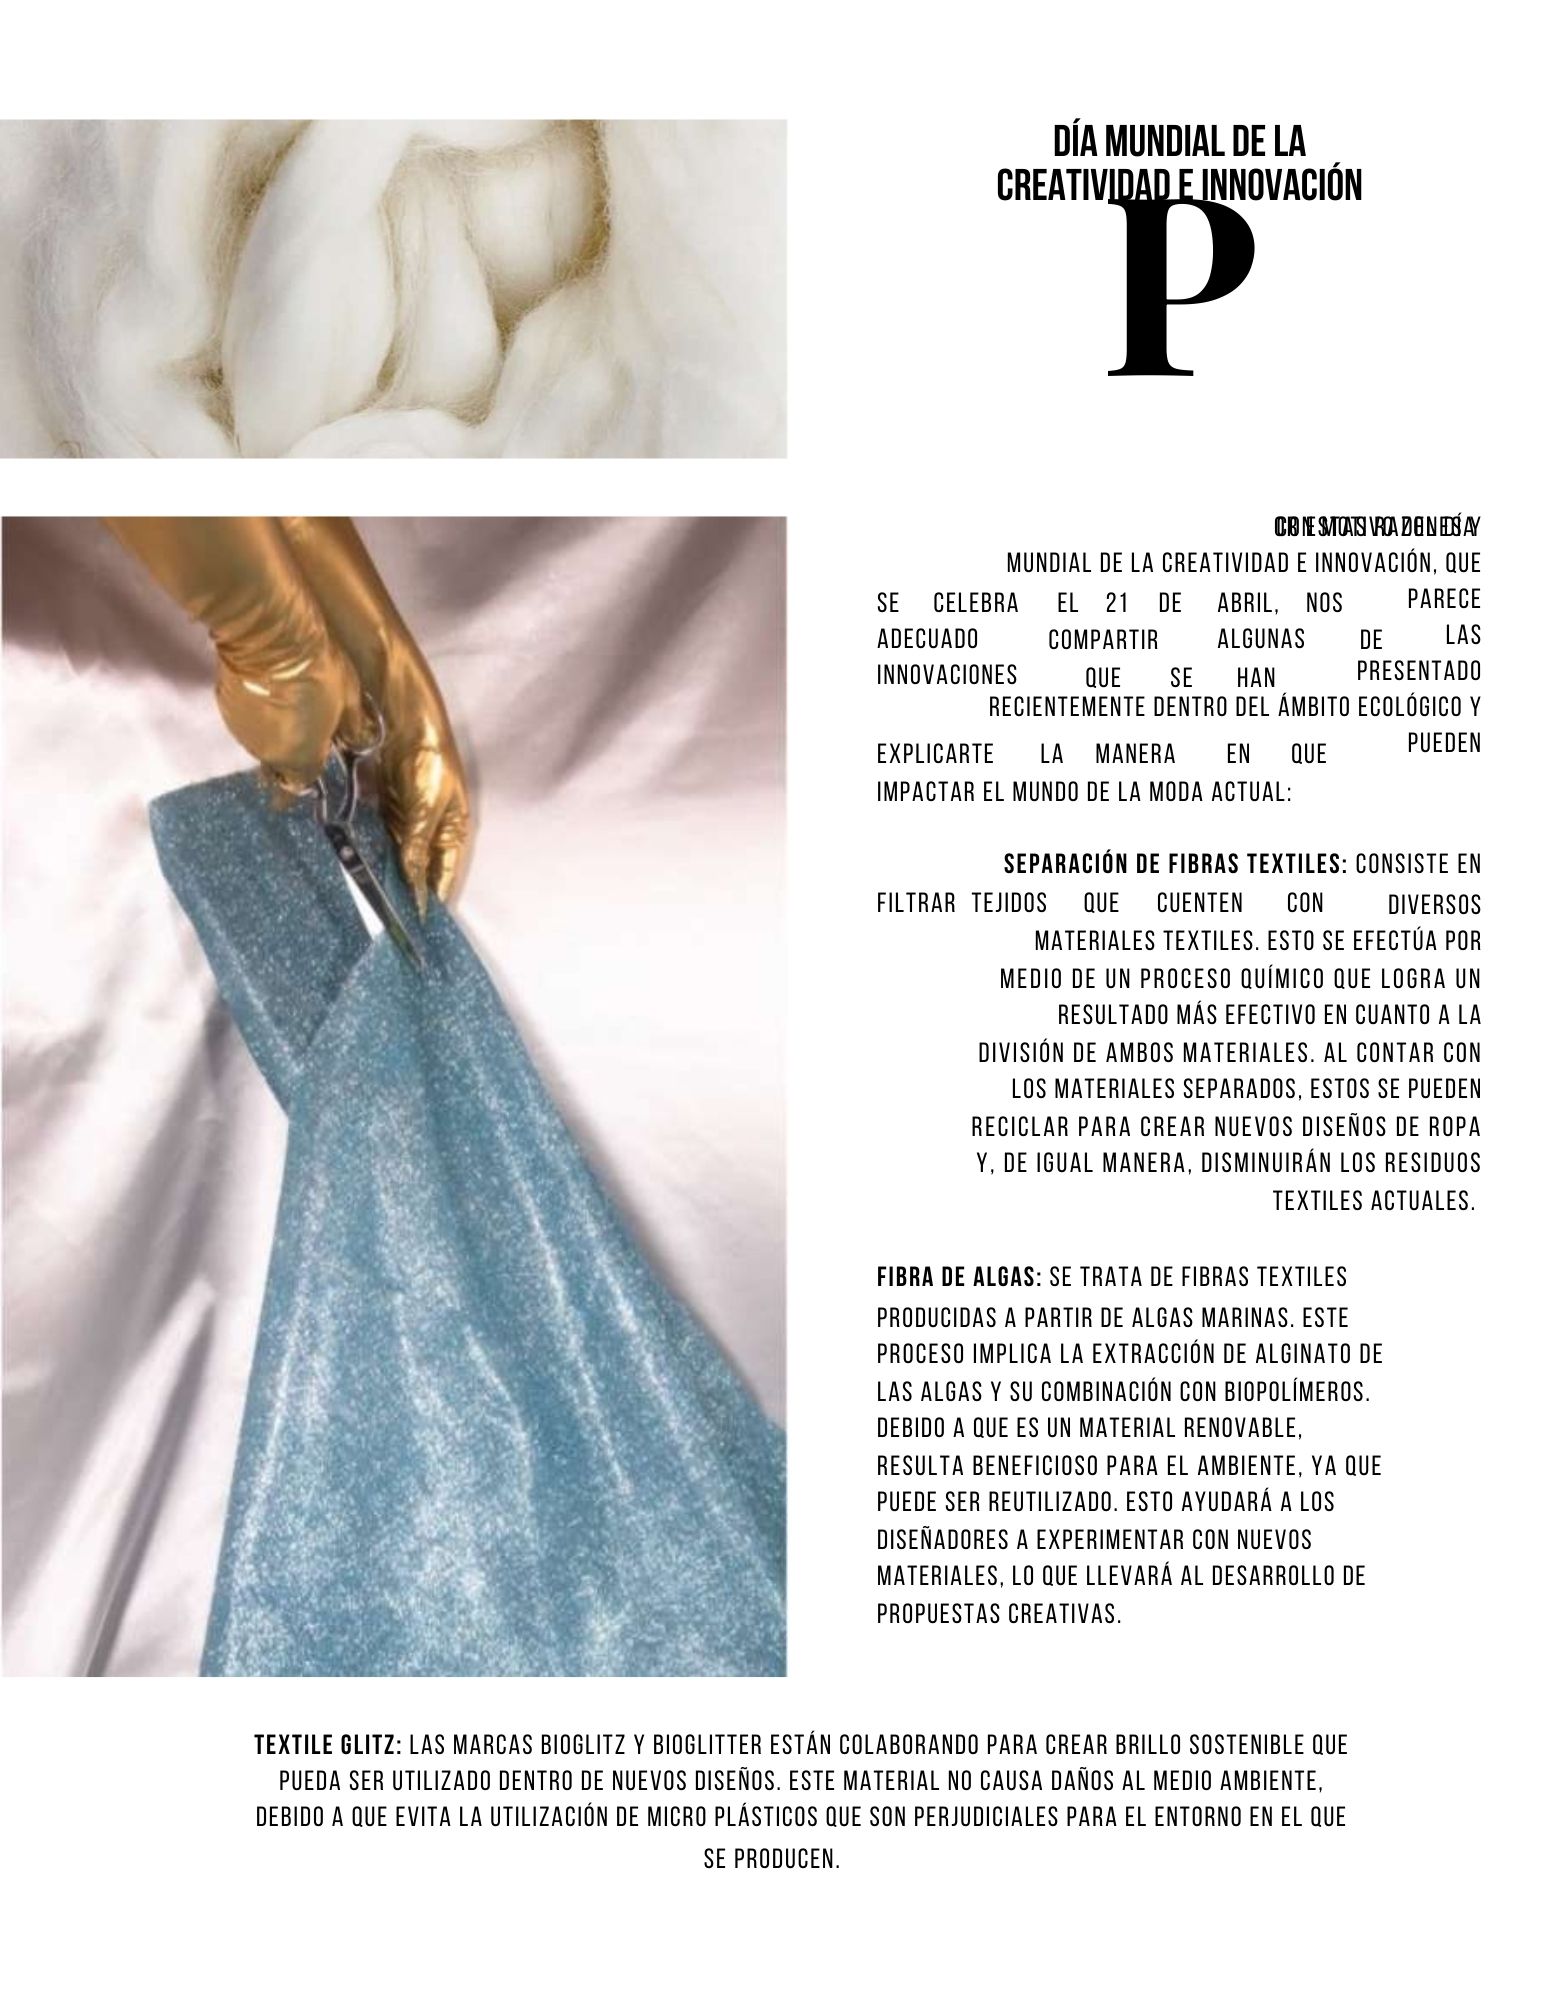 DÍA MUNDIAL DE LA
CREATIVIDAD E INNOVACIÓN
P
MUNDIAL DE LA CREATIVIDAD E INNOVACIÓN, QUE
SE CELEBRA EL 21 DE ABRIL, NOS PARECE
ADECUADO COMPARTIR ALGUNAS DE LAS
INNOVACIONES QUE SE HAN PRESENTADO
RECIENTEMENTE DENTRO DEL ÁMBITO ECOLÓGICO Y
EXPLICARTE LA MANERA EN QUE PUEDEN
IMPACTAR EL MUNDO DE LA MODA ACTUAL:
SEPARACIÓN DE FIBRAS TEXTILES: CONSISTE EN
FILTRAR TEJIDOS QUE CUENTEN CON DIVERSOS
MATERIALES TEXTILES. ESTO SE EFECTÚA POR
MEDIO DE UN PROCESO QUÍMICO QUE LOGRA UN
RESULTADO MÁS EFECTIVO EN CUANTO A LA
DIVISIÓN DE AMBOS MATERIALES. AL CONTAR CON
LOS MATERIALES SEPARADOS, ESTOS SE PUEDEN
RECICLAR PARA CREAR NUEVOS DISEÑOS DE ROPA
Y, DE IGUAL MANERA, DISMINUIRÁN LOS RESIDUOS
TEXTILES ACTUALES.
FIBRA DE ALGAS: SE TRATA DE FIBRAS TEXTILES
PRODUCIDAS A PARTIR DE ALGAS MARINAS. ESTE
PROCESO IMPLICA LA EXTRACCIÓN DE ALGINATO DE
LAS ALGAS Y SU COMBINACIÓN CON BIOPOLÍMEROS.
DEBIDO A QUE ES UN MATERIAL RENOVABLE,
RESULTA BENEFICIOSO PARA EL AMBIENTE, YA QUE
PUEDE SER REUTILIZADO. ESTO AYUDARÁ A LOS
DISEÑADORES A EXPERIMENTAR CON NUEVOS
MATERIALES, LO QUE LLEVARÁ AL DESARROLLO DE
PROPUESTAS CREATIVAS.
TEXTILE GLITZ: LAS MARCAS BIOGLITZ Y BIOGLITTER ESTÁN COLABORANDO PARA CREAR BRILLO SOSTENIBLE QUE
PUEDA SER UTILIZADO DENTRO DE NUEVOS DISEÑOS. ESTE MATERIAL NO CAUSA DAÑOS AL MEDIO AMBIENTE,
DEBIDO A QUE EVITA LA UTILIZACIÓN DE MICRO PLÁSTICOS QUE SON PERJUDICIALES PARA EL ENTORNO EN EL QUE
SE PRODUCEN.